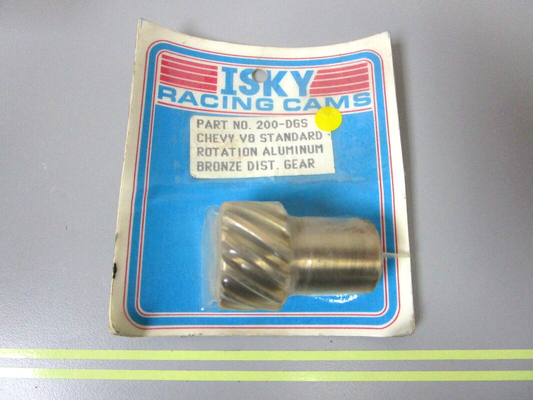 ISKY
RACING CAMS
PART NO. 200-DGS
CHEVY V8 STANDARD
ROTATION ALUMINUM
BRONZE DIST. GEAR